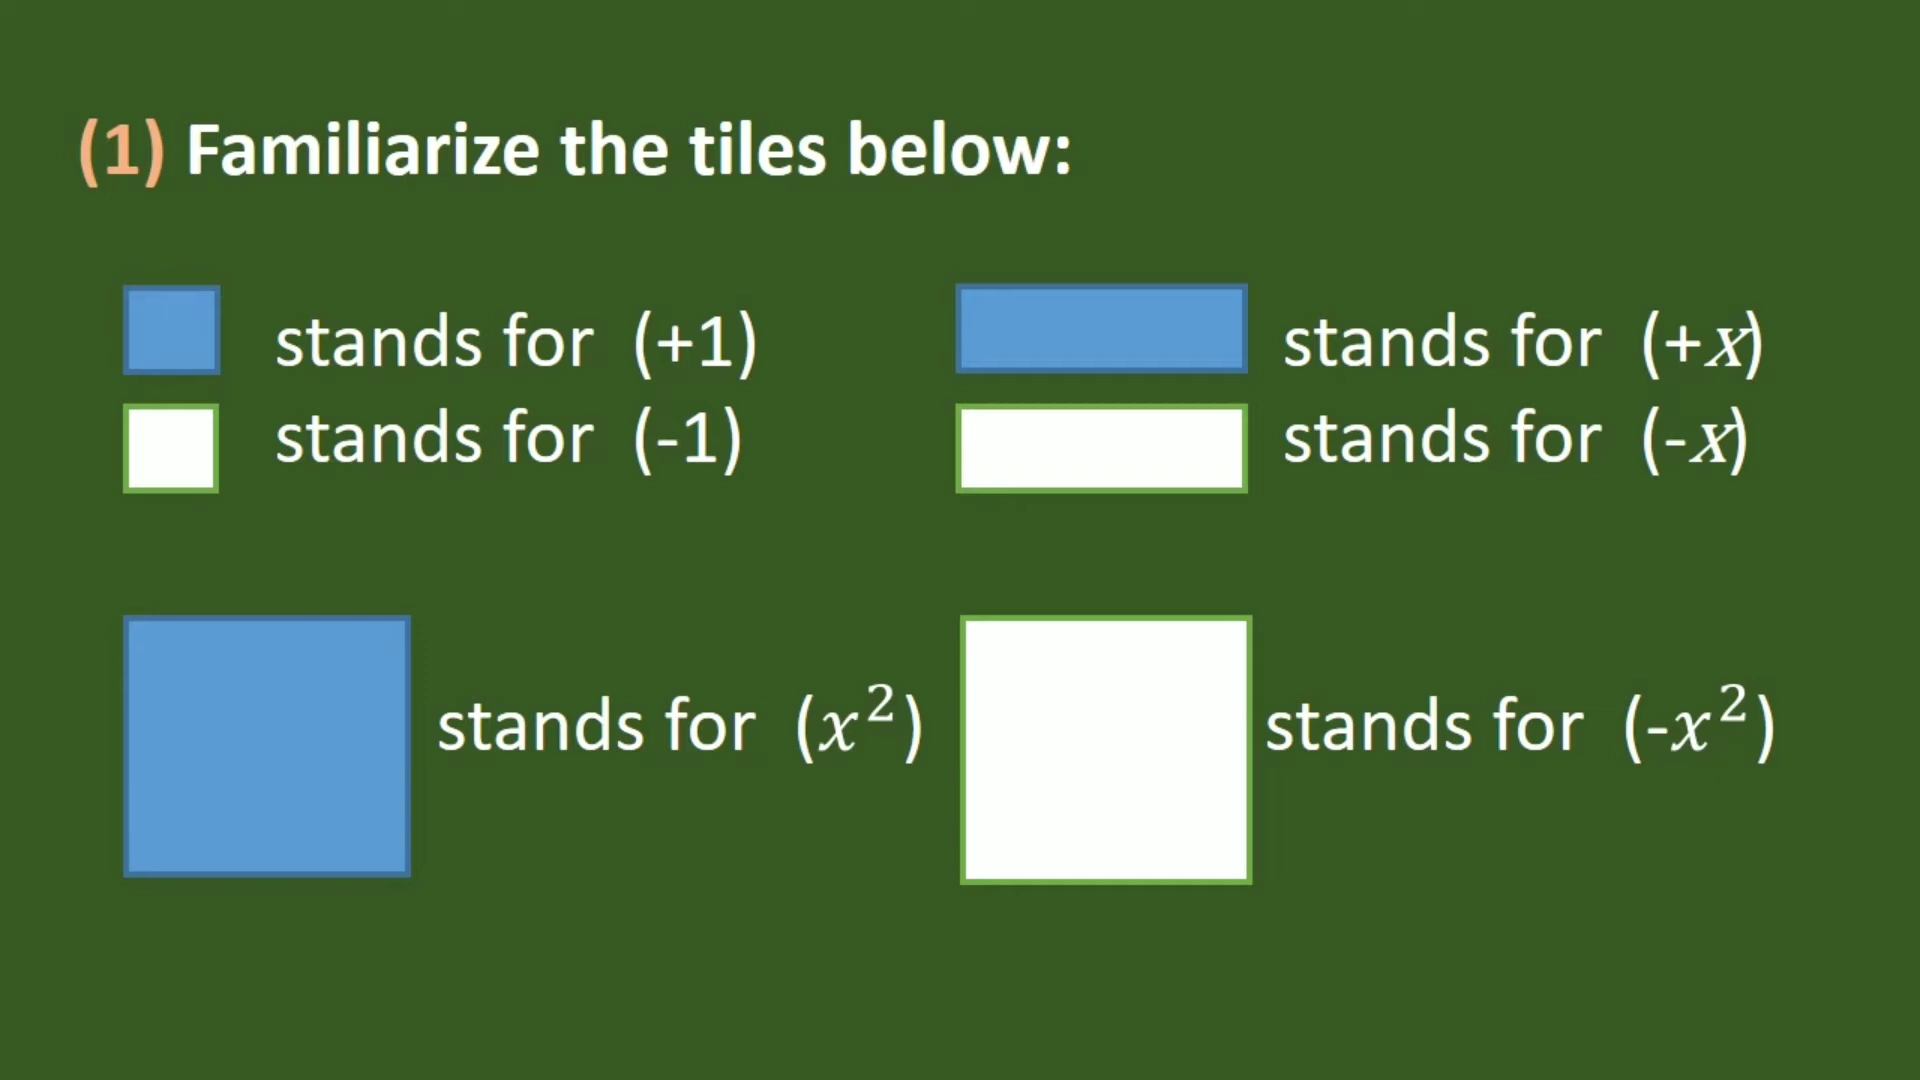 (1) Familiarize the tiles below:
stands for (+1)
stands for (+x)
stands for (-1)
stands for (-x)
stands for (x²)
stands for (-x²)